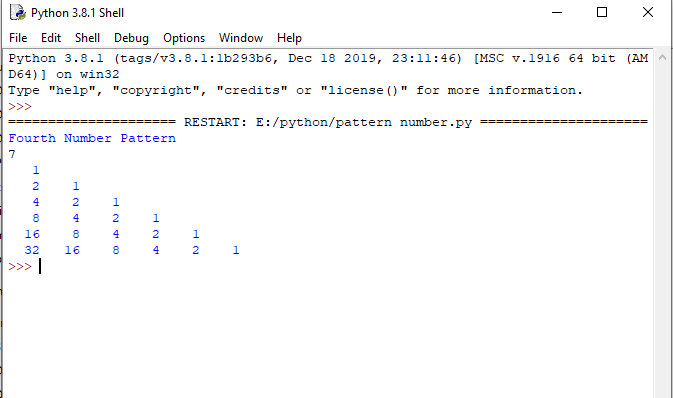 Python 3.8.1 Shell
File Edit Shell Debug Options Window Help
Python 3.8.1 (tags/v3.8.1:1b293b6, Dec 18 2019, 23:11:46) [MSC v.1916 64 bit (AM
D64)] on win32
Type "help", "copyright", "credits" or "license()" for more information.
>>>
====================== RESTART: E:/python/pattern number.py ======================
Fourth Number Pattern
7
1
2 1
4 2 1
8 4 2 1
16 8 4 2 1
32 16 8 4 2 1
>>>